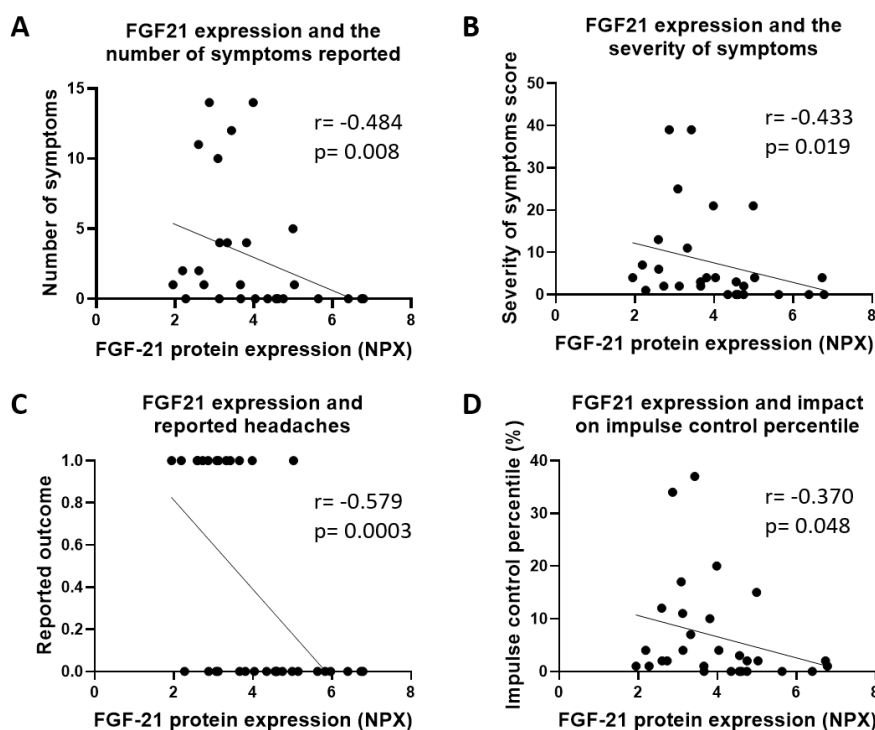 A
FGF21 expression and the
number of symptoms reported
15
10
5
0
0
2
4
6
8
Number of symptoms
r= -0.484
p= 0.008
FGF-21 protein expression (NPX)
B
FGF21 expression and the
severity of symptoms
50
40
30
20
10
0
0
2
4
6
8
Severity of symptoms score
r= -0.433
p= 0.019
FGF-21 protein expression (NPX)
C
FGF21 expression and
reported headaches
1.0
0.8
0.6
0.4
0.2
0.0
0
2
4
6
8
Reported outcome
r= -0.579
p= 0.0003
FGF-21 protein expression (NPX)
D
FGF21 expression and impact
on impulse control percentile
40
30
20
10
0
0
2
4
6
8
Impulse control percentile (%)
r= -0.370
p= 0.048
FGF-21 protein expression (NPX)